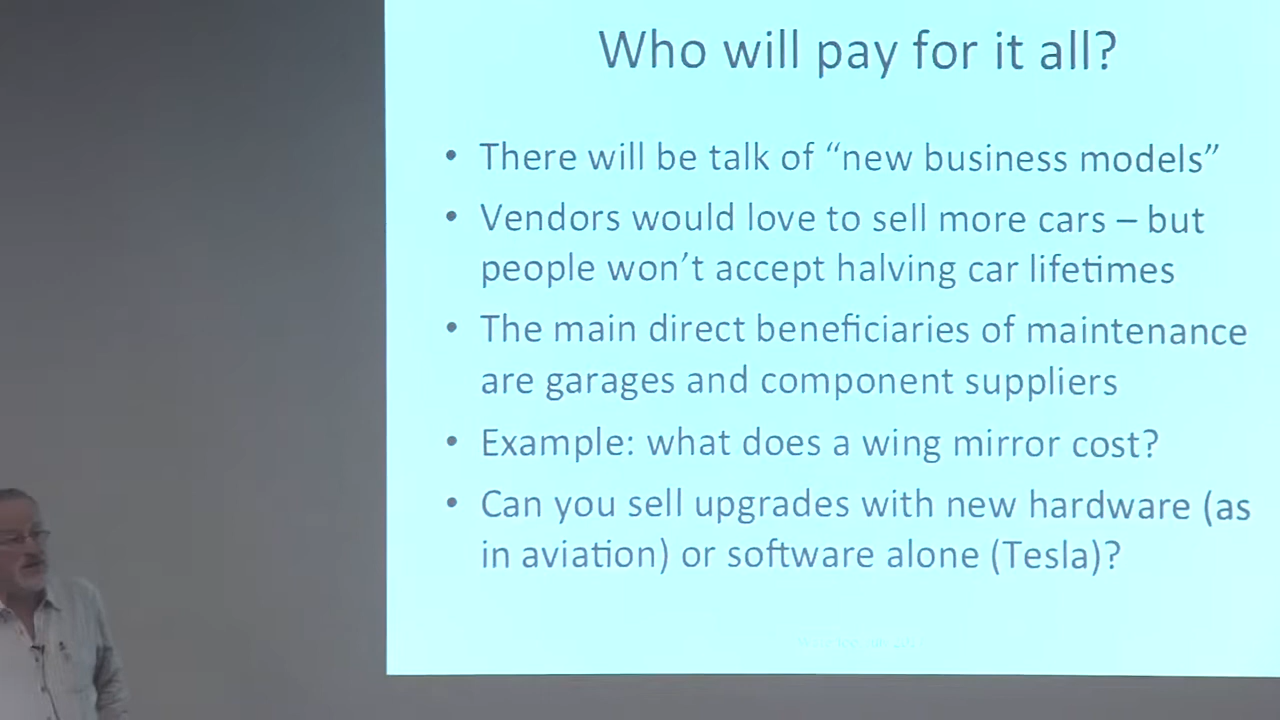 Who will pay for it all?
• There will be talk of “new business models”
• Vendors would love to sell more cars – but
people won’t accept halving car lifetimes
• The main direct beneficiaries of maintenance
are garages and component suppliers
• Example: what does a wing mirror cost?
• Can you sell upgrades with new hardware (as
in aviation) or software alone (Tesla)?